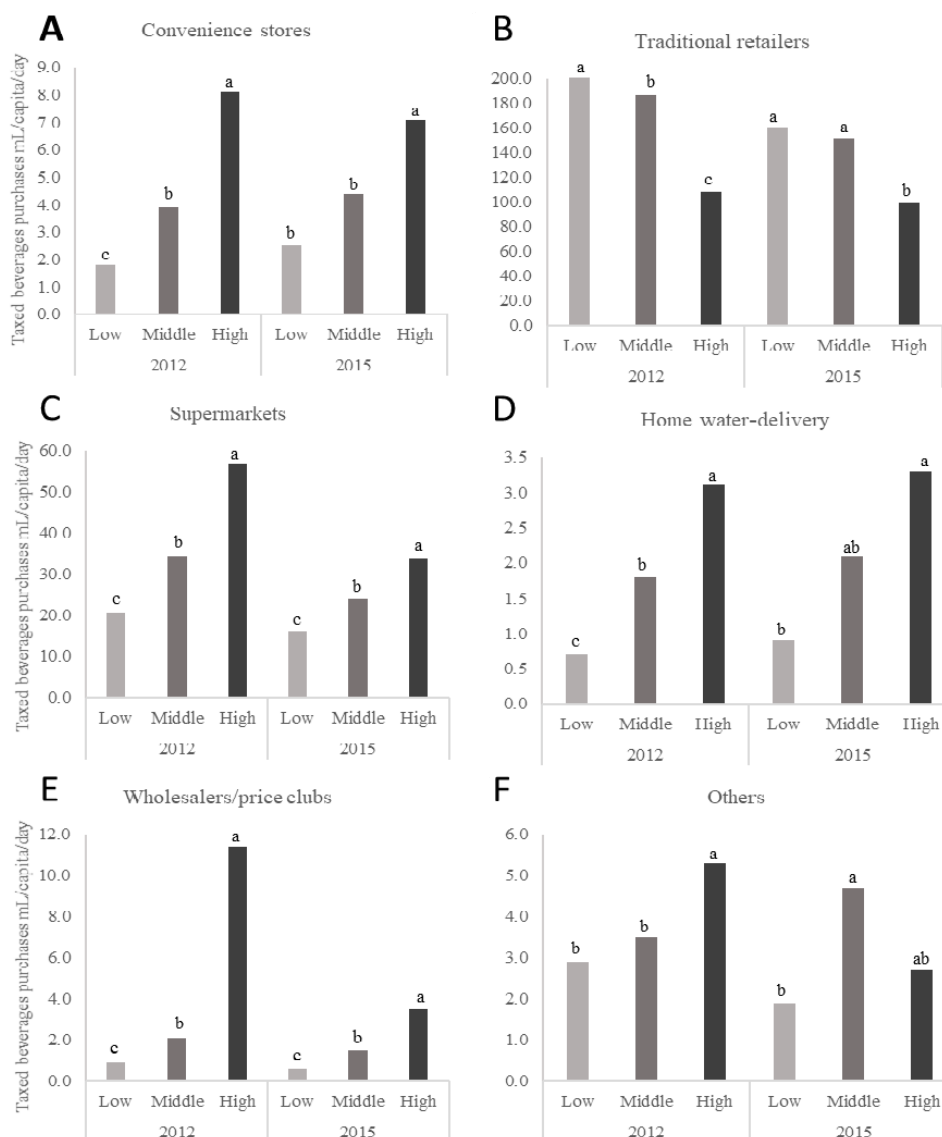 A
Convenience stores
Taxed beverages purchases mL/capita/day
9.0
8.0
7.0
6.0
5.0
4.0
3.0
2.0
1.0
0.0
c
b
a
b
b
a
Low Middle High Low Middle High
2012 2015
B
Traditional retailers
200.0
180.0
160.0
140.0
120.0
100.0
80.0
60.0
40.0
20.0
0.0
a
b
c
a
a
b
Low Middle High Low Middle High
2012 2015
C
Supermarkets
Taxed beverages purchases mL/capita/day
60.0
50.0
40.0
30.0
20.0
10.0
0.0
c
b
a
c
b
a
Low Middle High Low Middle High
2012 2015
D
Home water-delivery
3.5
3.0
2.5
2.0
1.5
1.0
0.5
0.0
c
b
a
b
ab
a
Low Middle High Low Middle High
2012 2015
E
Wholesalers/price clubs
Taxed beverages purchases mL/capita/day
12.0
10.0
8.0
6.0
4.0
2.0
0.0
c
b
a
c
b
a
Low Middle High Low Middle High
2012 2015
F
Others
6.0
5.0
4.0
3.0
2.0
1.0
0.0
b
b
a
b
a
ab
Low Middle High Low Middle High
2012 2015